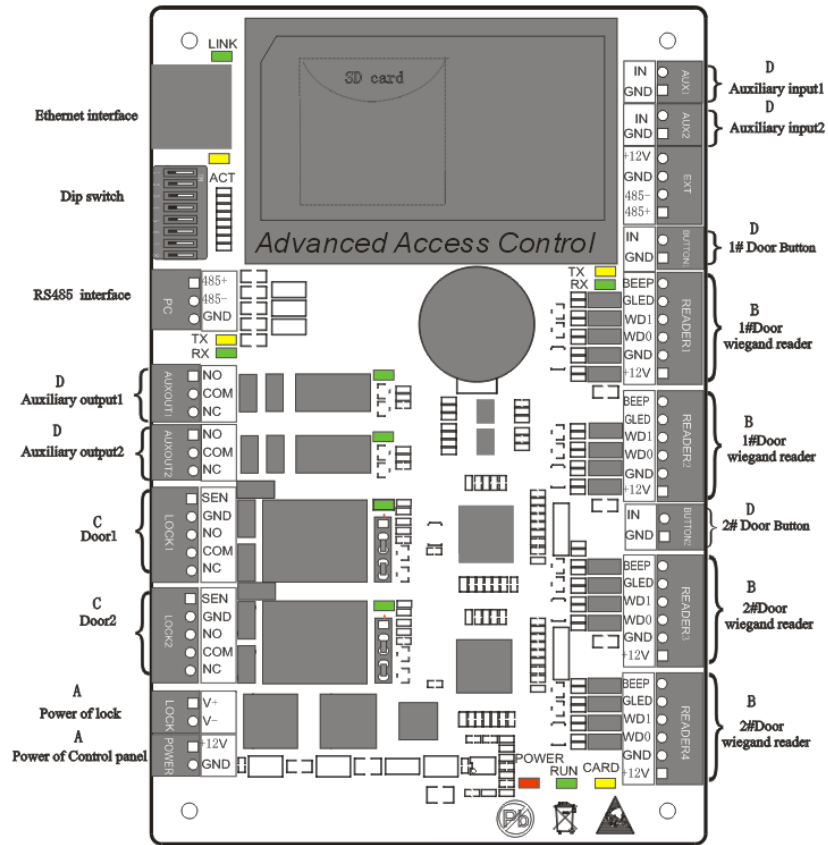 LINK
SD card
Ethernet interface
ACT
Dip switch
Advanced Access Control
RS485 interface
PC
485+
485-
GND
TX
RX
D
Auxiliary output1
AUXOUT1
NO
COM
NC
D
Auxiliary output2
AUXOUT2
NO
COM
NC
C
Door1
LOCK1
SEN
GND
NO
COM
NC
C
Door2
LOCK2
SEN
GND
NO
COM
NC
A
Power of lock
LOCK
V+
V-
A
Power of Control panel
POWER
+12V
GND
IN
GND
AUX1
D
Auxiliary input1
IN
GND
AUX2
D
Auxiliary input2
+12V
GND
485-
485+
EXT
IN
GND
BUTTON1
D
1# Door Button
TX
RX
BEEP
GLED
WD1
WD0
GND
+12V
READER1
B
1#Door
wiegand reader
BEEP
GLED
WD1
WD0
GND
+12V
READER2
B
1#Door
wiegand reader
IN
GND
BUTTON2
D
2# Door Button
BEEP
GLED
WD1
WD0
GND
+12V
READER3
B
2#Door
wiegand reader
BEEP
GLED
WD1
WD0
GND
+12V
READER4
B
2#Door
wiegand reader
POWER
RUN
CARD
Pb